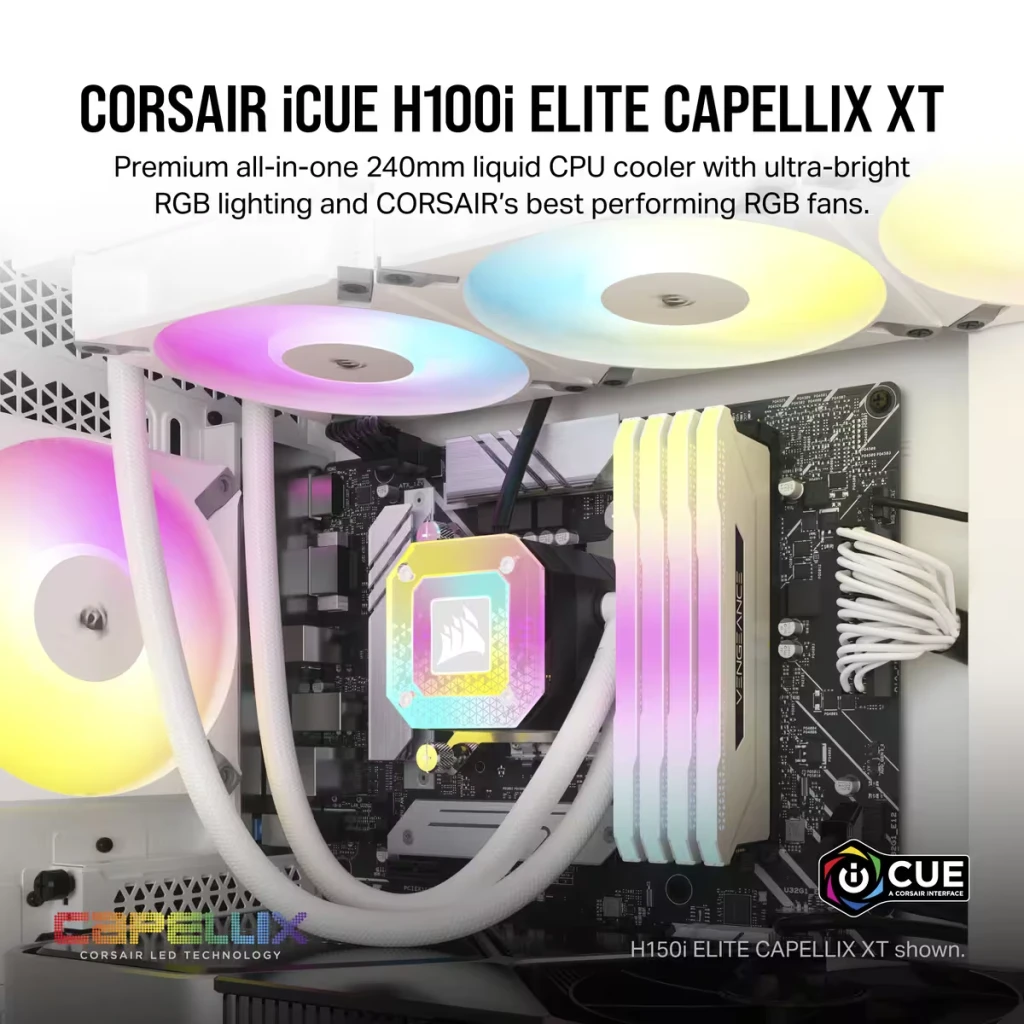 CORSAIR iCUE H100i ELITE CAPELLIX XT
Premium all-in-one 240mm liquid CPU cooler with ultra-bright
RGB lighting and CORSAIR’s best performing RGB fans.
VENGEANCE
CAPELLIX
CORSAIR LED TECHNOLOGY
iCUE
A CORSAIR INTERFACE
H150i ELITE CAPELLIX XT shown.